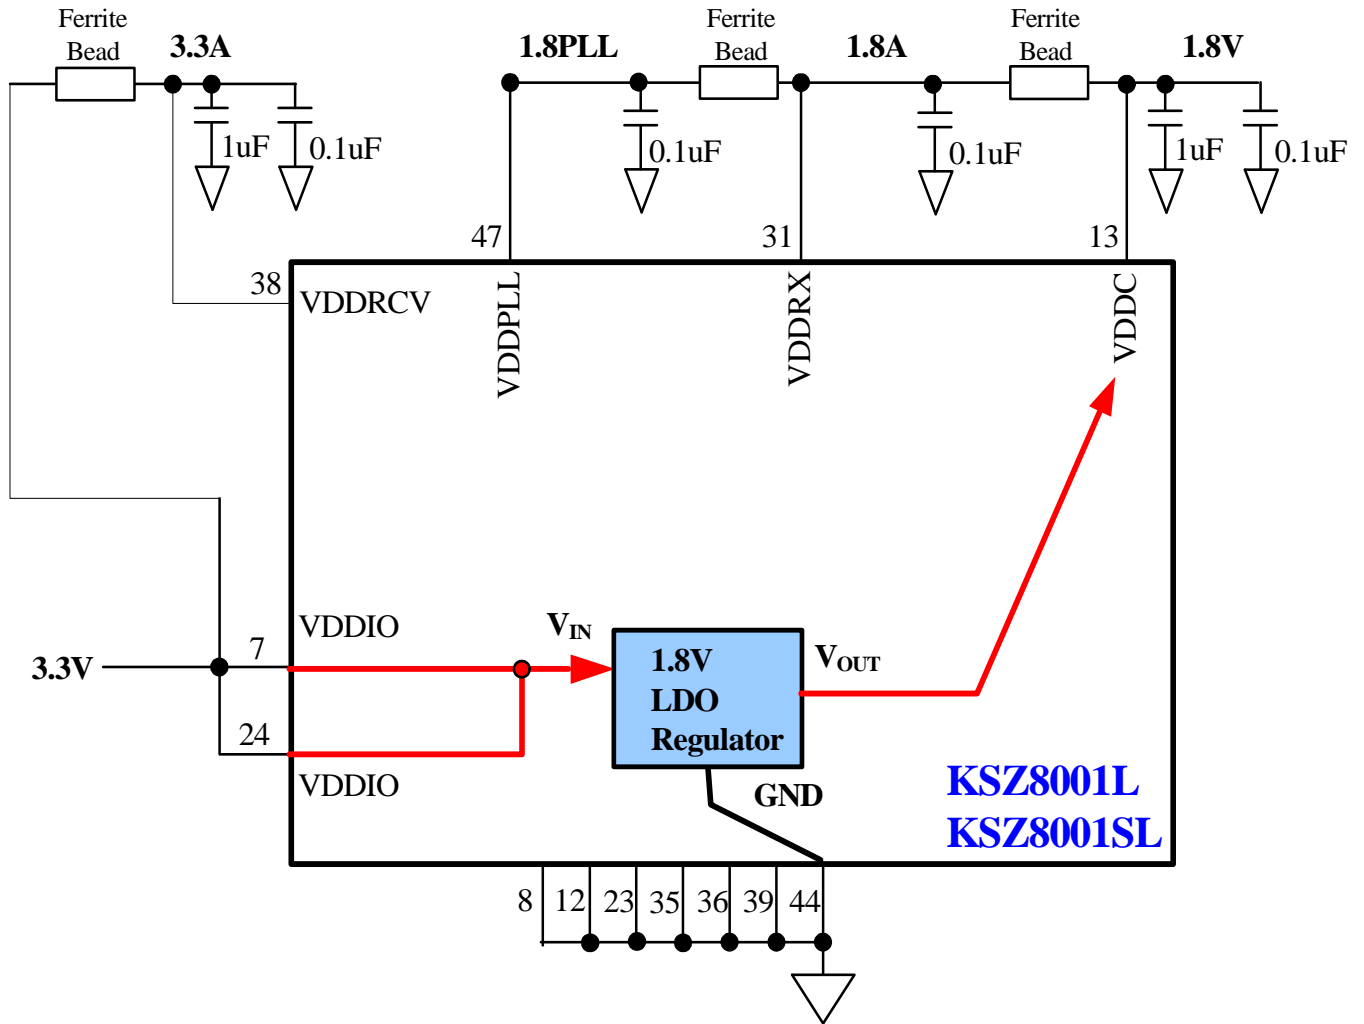 Ferrite
Bead
3.3A
1uF
0.1uF
1.8PLL
Ferrite
Bead
1.8A
Ferrite
Bead
1.8V
0.1uF
0.1uF
1uF
0.1uF
47
31
13
38
VDDRCV
VDDPLL
VDDRX
VDDC
3.3V
7
VDDIO
24
VDDIO
VIN
1.8V
LDO
Regulator
VOUT
GND
KSZ8001L
KSZ8001SL
8
12
23
35
36
39
44